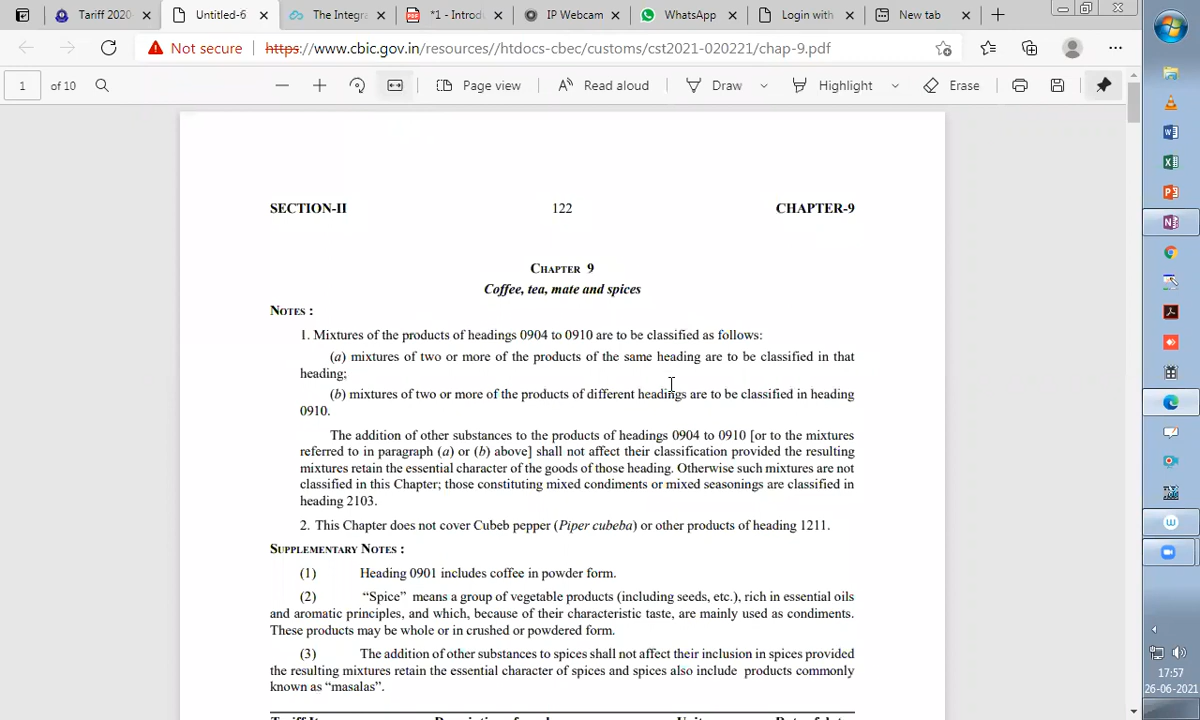 Tariff 2020
Untitled-6
The Integra
*1 - Introdu
IP Webcam
WhatsApp
Login with
New tab
Not secure
https://www.cbic.gov.in/resources//htdocs-cbec/customs/cst2021-020221/chap-9.pdf
1 of 10
Page view
Read aloud
Draw
Highlight
Erase
SECTION-II 122 CHAPTER-9
CHAPTER 9
Coffee, tea, mate and spices
NOTES :
1. Mixtures of the products of headings 0904 to 0910 are to be classified as follows:
(a) mixtures of two or more of the products of the same heading are to be classified in that
heading;
(b) mixtures of two or more of the products of different headings are to be classified in heading
0910.
The addition of other substances to the products of headings 0904 to 0910 [or to the mixtures
referred to in paragraph (a) or (b) above] shall not affect their classification provided the resulting
mixtures retain the essential character of the goods of those heading. Otherwise such mixtures are not
classified in this Chapter; those constituting mixed condiments or mixed seasonings are classified in
heading 2103.
2. This Chapter does not cover Cubeb pepper (Piper cubeba) or other products of heading 1211.
SUPPLEMENTARY NOTES :
(1) Heading 0901 includes coffee in powder form.
(2) “Spice” means a group of vegetable products (including seeds, etc.), rich in essential oils
and aromatic principles, and which, because of their characteristic taste, are mainly used as condiments.
These products may be whole or in crushed or powdered form.
(3) The addition of other substances to spices shall not affect their inclusion in spices provided
the resulting mixtures retain the essential character of spices and spices also include products commonly
known as “masalas”.
17:57
26-06-2021